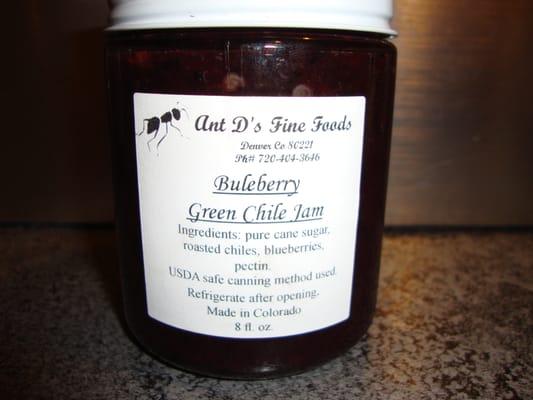 Ant D's Fine Foods
Denver Co 80221
Ph# 720-404-3646
Buleberry
Green Chile Jam
Ingredients: pure cane sugar,
roasted chiles, blueberries,
pectin.
USDA safe canning method used.
Refrigerate after opening.
Made in Colorado
8 fl. oz.